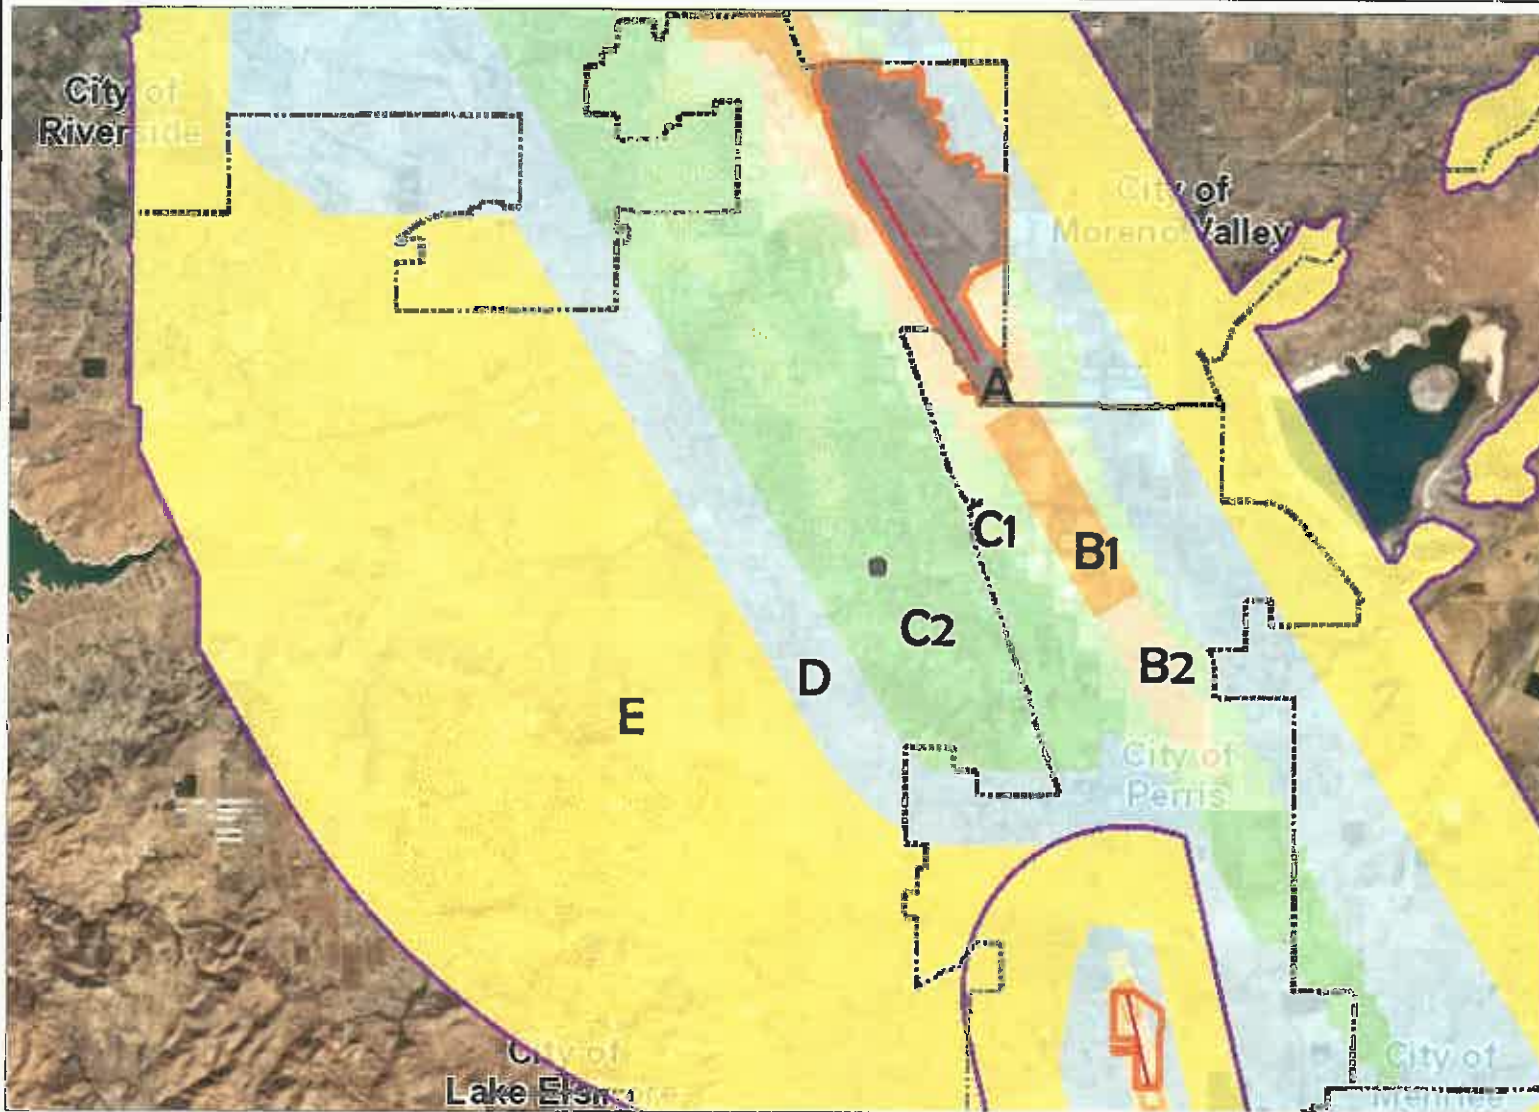 City of
Riverside
City of
Moreno Valley
A
C1
B1
C2
B2
D
E
City of
Perris
City of
Lake Elsinore
City of
Menifee